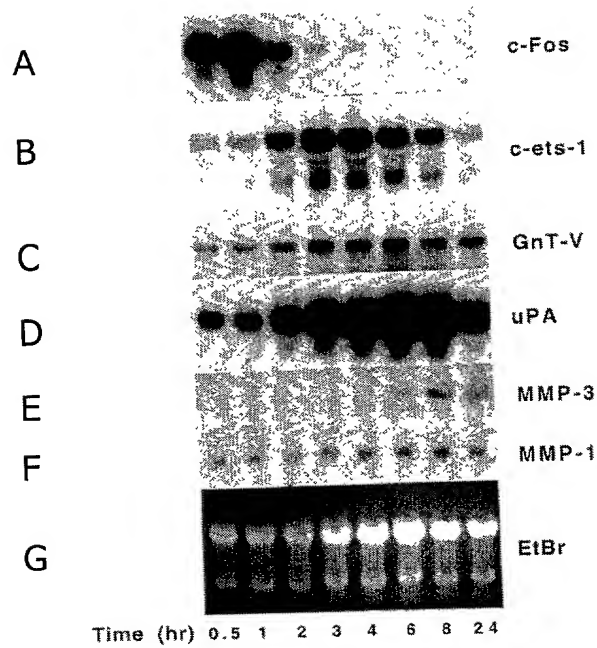 A c-Fos
B c-ets-1
C GnT-V
D uPA
E MMP-3
F MMP-1
G EtBr
Time (hr) 0.5 1 2 3 4 6 8 24